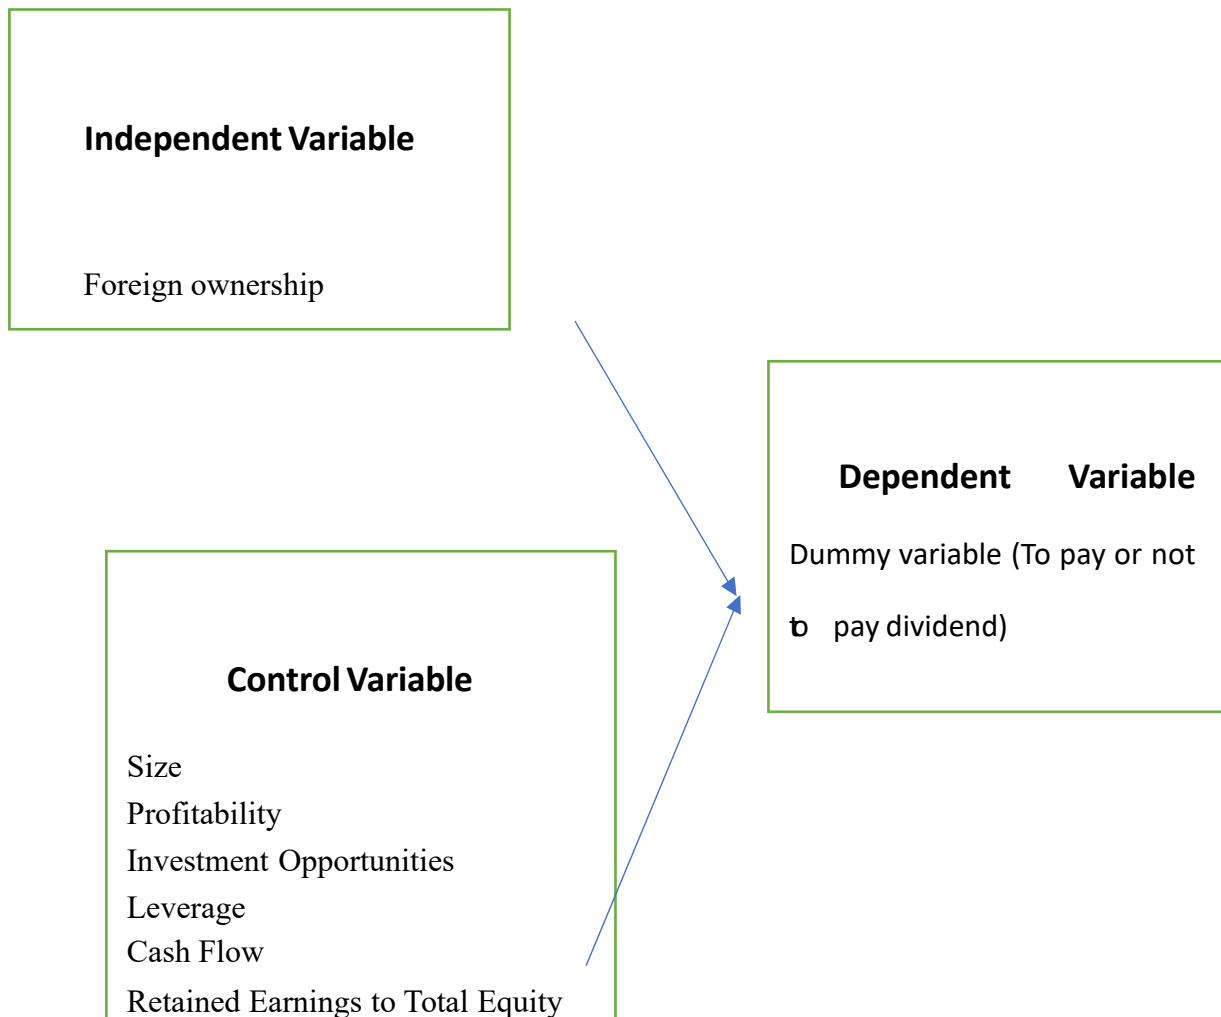 Independent Variable
Foreign ownership
Dependent Variable
Dummy variable (To pay or not
to pay dividend)
Control Variable
Size
Profitability
Investment Opportunities
Leverage
Cash Flow
Retained Earnings to Total Equity